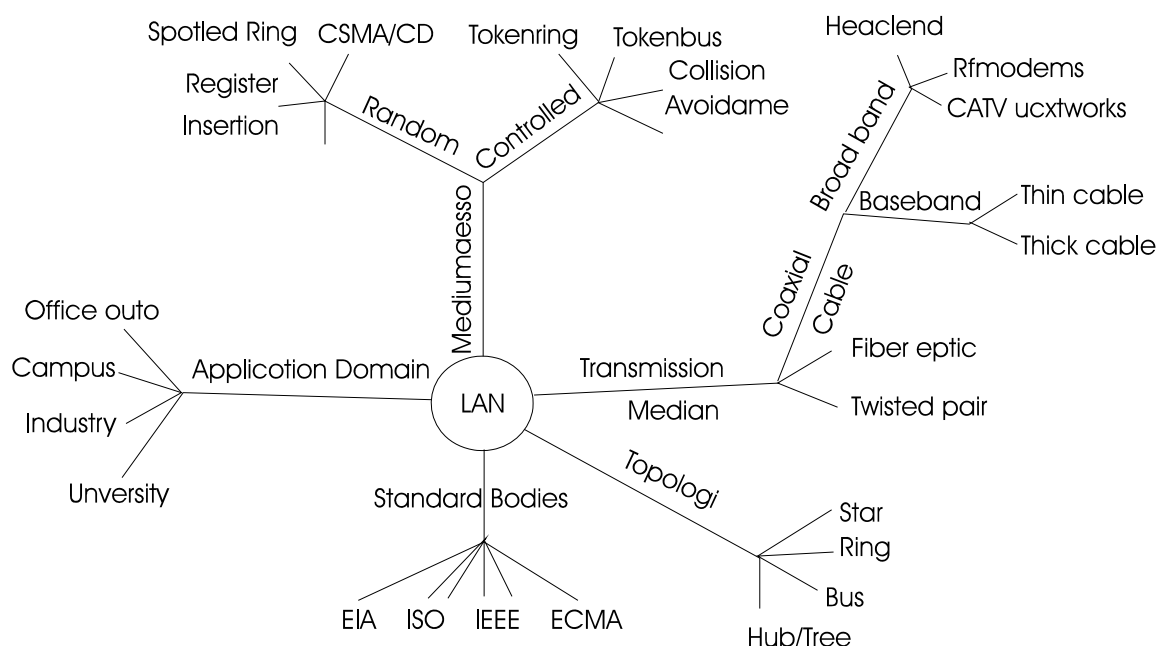 Heaclend
Spotled Ring
CSMA/CD
Tokenring
Tokenbus
Rfmodems
Collision
Register
Avoidame
CATV ucxtworks
Insertion
Random
Controlled
Broad band
Baseband
Thin cable
Thick cable
Mediumaesso
Coaxial
Cable
Office outo
Campus
Industry
Unversity
Applicotion Domain
LAN
Transmission
Median
Fiber eptic
Twisted pair
Topologi
Standard Bodies
Star
Ring
Bus
Hub/Tree
EIA
ISO
IEEE
ECMA